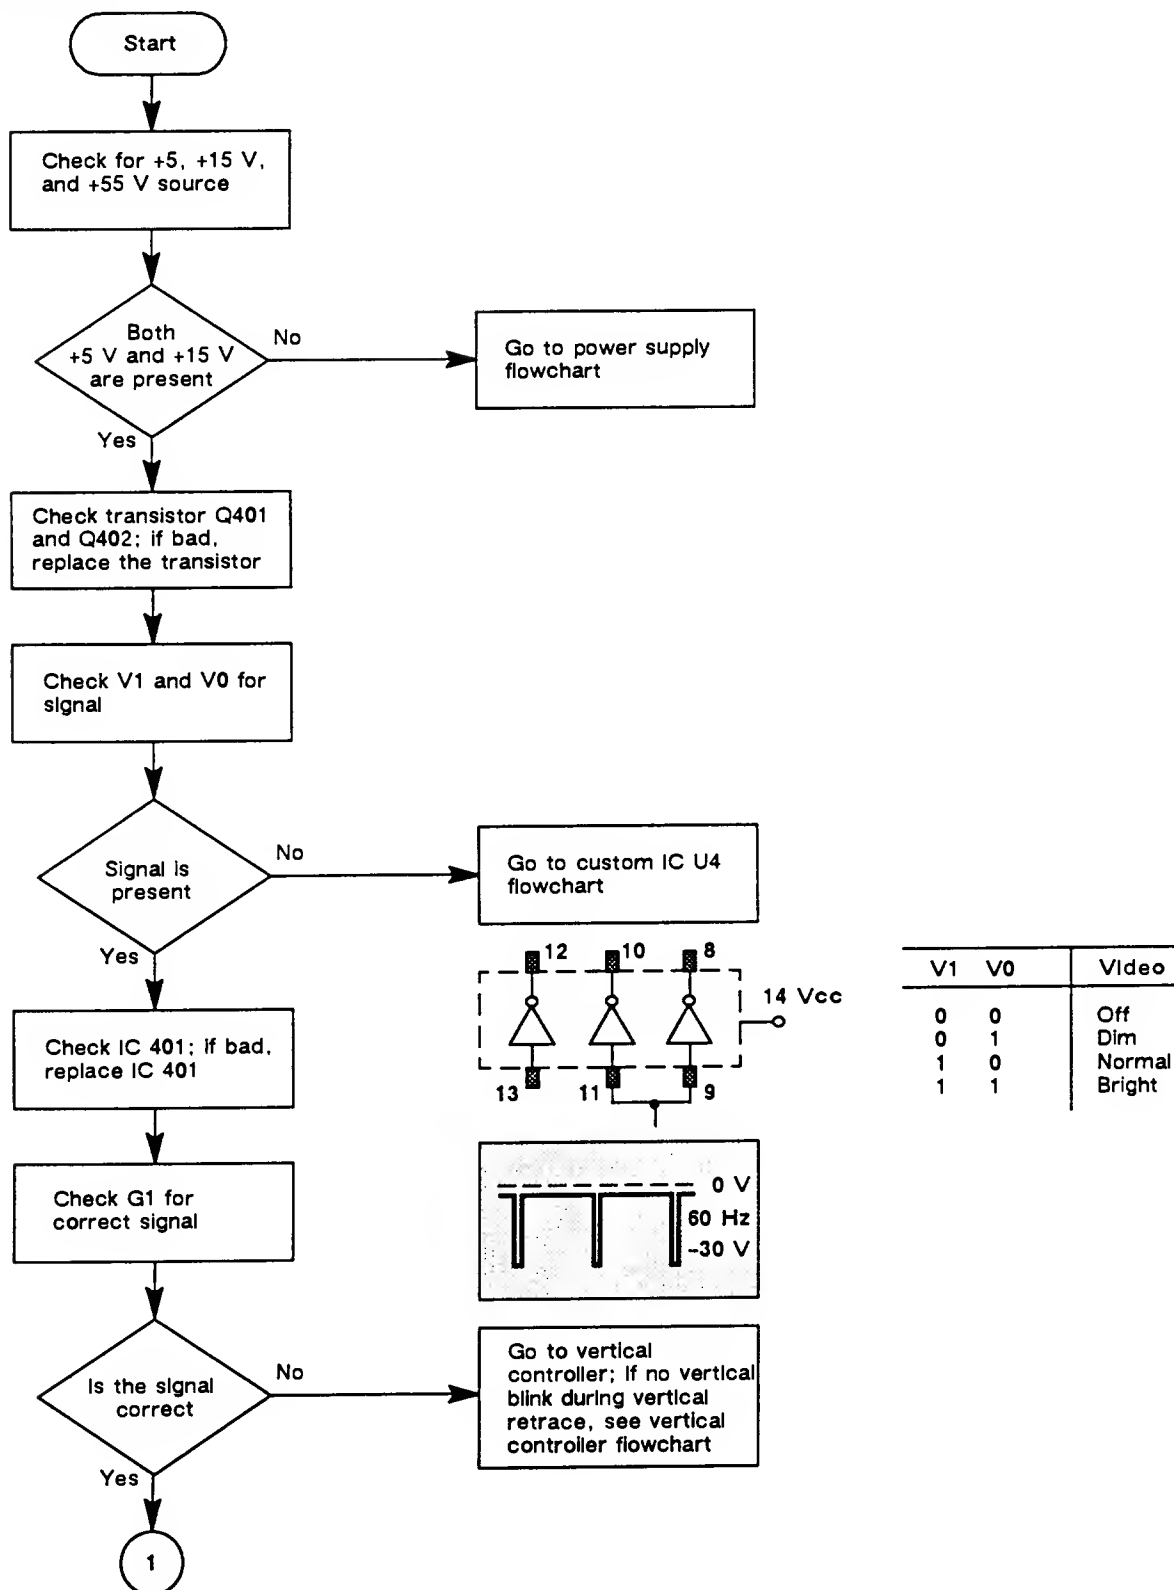 Start
Check for +5, +15 V,
and +55 V source
Both
+5 V and +15 V
are present
No
Go to power supply
flowchart
Yes
Check transistor Q401
and Q402; if bad,
replace the transistor
Check V1 and V0 for
signal
Signal is
present
No
Go to custom IC U4
flowchart
Yes
12 10 8
14 Vcc
13 11 9
V1 V0 Video
0 0 Off
0 1 Dim
1 0 Normal
1 1 Bright
Check IC 401; if bad,
replace IC 401
Check G1 for
correct signal
0 V
60 Hz
-30 V
Is the signal
correct
No
Go to vertical
controller; if no vertical
blink during vertical
retrace, see vertical
controller flowchart
Yes
1